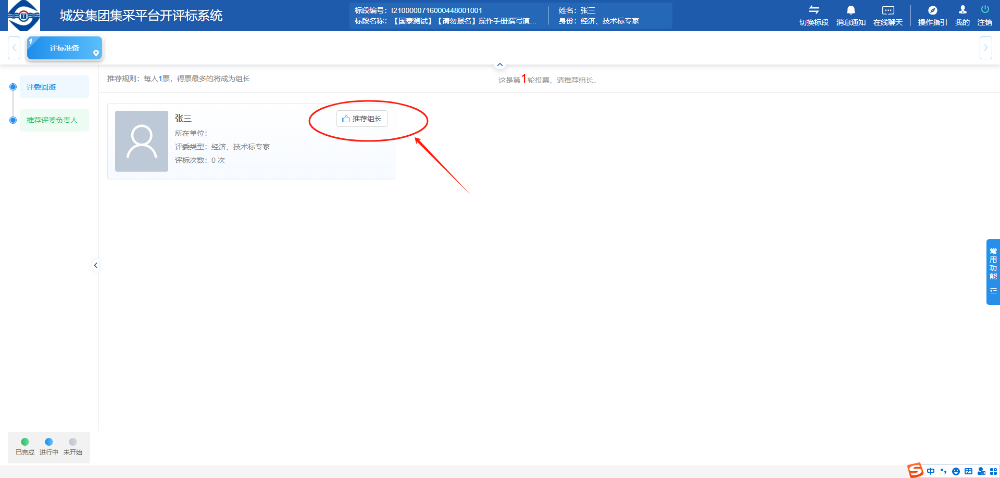 城发集团集采平台开评标系统
标段编号：I2100000716000448001001
标段名称：【国泰测试】【请勿报名】操作手册撰写演...
姓名：张三
身份：经济、技术标专家
切换标段
消息通知
在线聊天
操作指引
我的
注销
1
评标准备
评委回避
推荐评委负责人
推荐规则：每人1票，得票最多的将成为组长
这是第1轮投票，请推荐组长。
张三
推荐组长
所在单位：
评委类型：经济、技术标专家
评标次数：0 次
常用功能
已完成
进行中
未开始
中